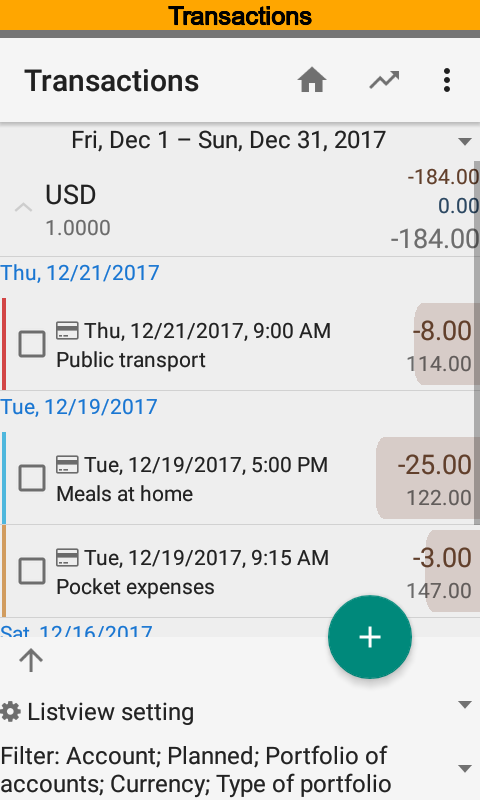 Transactions
Transactions
Fri, Dec 1 – Sun, Dec 31, 2017
USD
-184.00
0.00
1.0000
-184.00
Thu, 12/21/2017
Thu, 12/21/2017, 9:00 AM
-8.00
Public transport
114.00
Tue, 12/19/2017
Tue, 12/19/2017, 5:00 PM
-25.00
Meals at home
122.00
Tue, 12/19/2017, 9:15 AM
-3.00
Pocket expenses
147.00
Sat, 12/16/2017
Listview setting
Filter: Account; Planned; Portfolio of
accounts; Currency; Type of portfolio